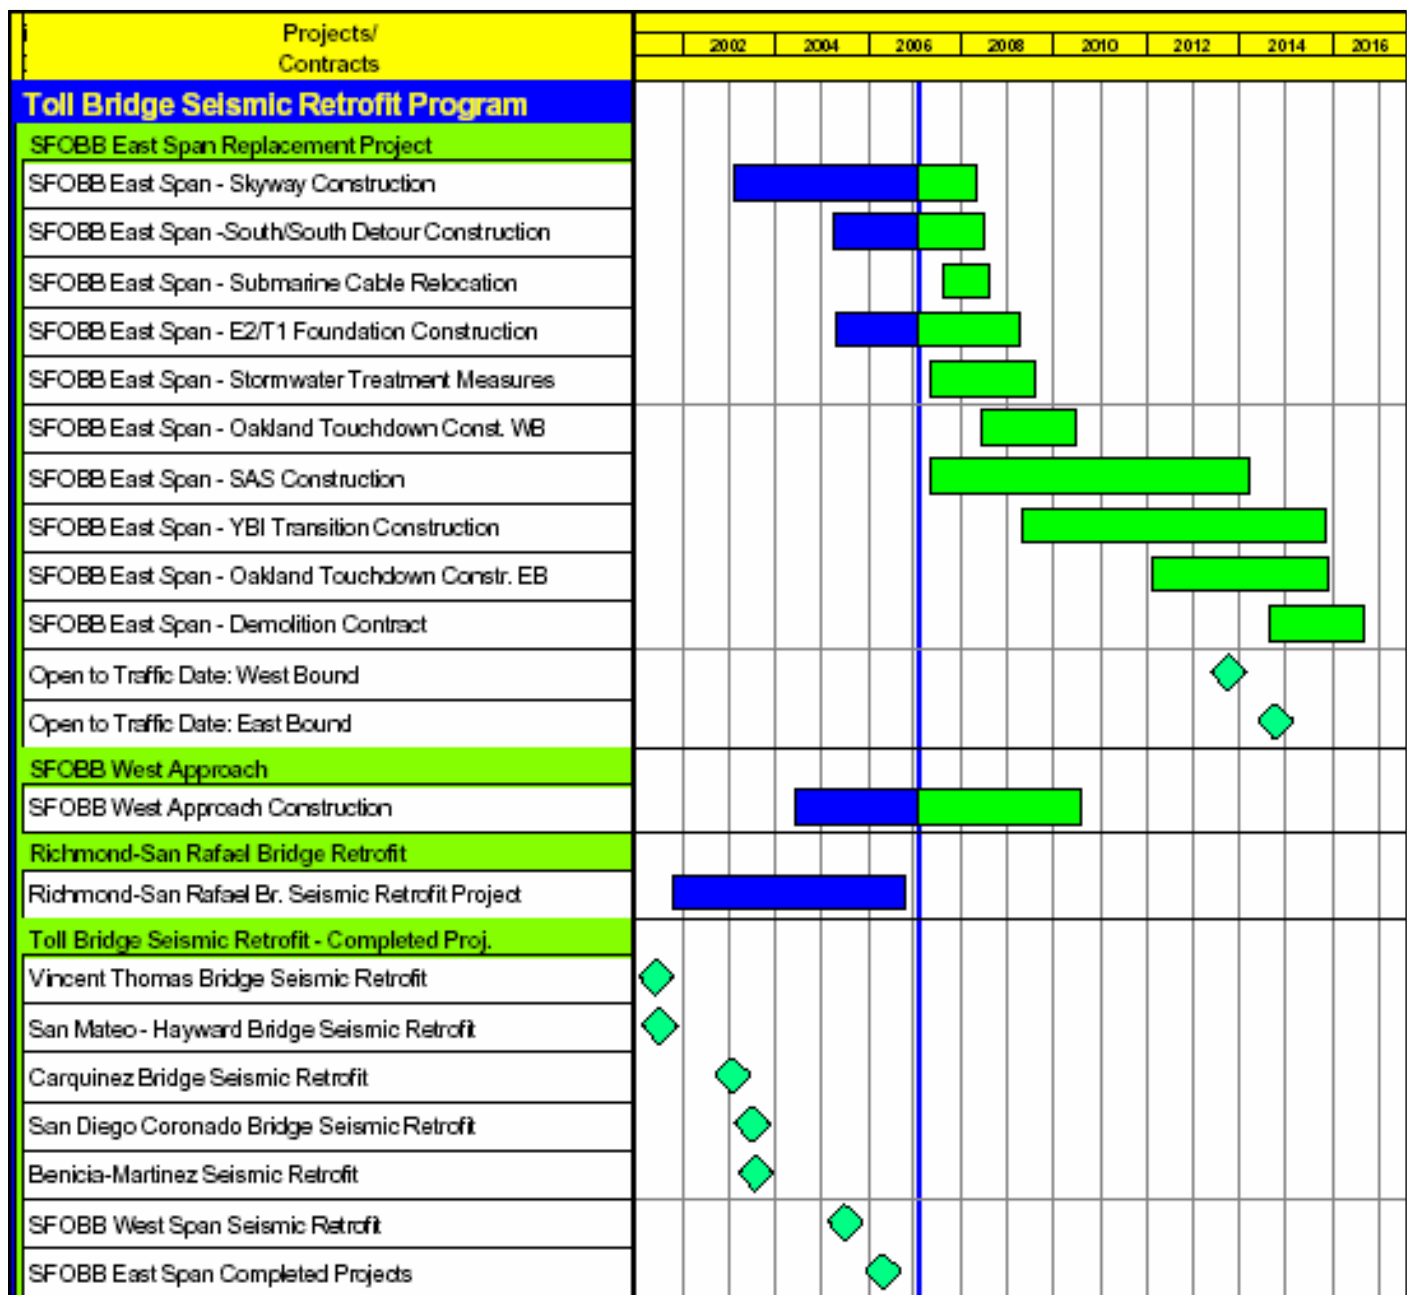 Projects/
Contracts
2002 2004 2006 2008 2010 2012 2014 2016
Toll Bridge Seismic Retrofit Program
SFOBB East Span Replacement Project
SFOBB East Span - Skyway Construction
SFOBB East Span -South/South Detour Construction
SFOBB East Span - Submarine Cable Relocation
SFOBB East Span - E2/T1 Foundation Construction
SFOBB East Span - Stormwater Treatment Measures
SFOBB East Span - Oakland Touchdown Const. WB
SFOBB East Span - SAS Construction
SFOBB East Span - YBI Transition Construction
SFOBB East Span - Oakland Touchdown Constr. EB
SFOBB East Span - Demolition Contract
Open to Traffic Date: West Bound
Open to Traffic Date: East Bound
SFOBB West Approach
SFOBB West Approach Construction
Richmond-San Rafael Bridge Retrofit
Richmond-San Rafael Br. Seismic Retrofit Project
Toll Bridge Seismic Retrofit - Completed Proj.
Vincent Thomas Bridge Seismic Retrofit
San Mateo - Hayward Bridge Seismic Retrofit
Carquinez Bridge Seismic Retrofit
San Diego Coronado Bridge Seismic Retrofit
Benicia-Martinez Seismic Retrofit
SFOBB West Span Seismic Retrofit
SFOBB East Span Completed Projects